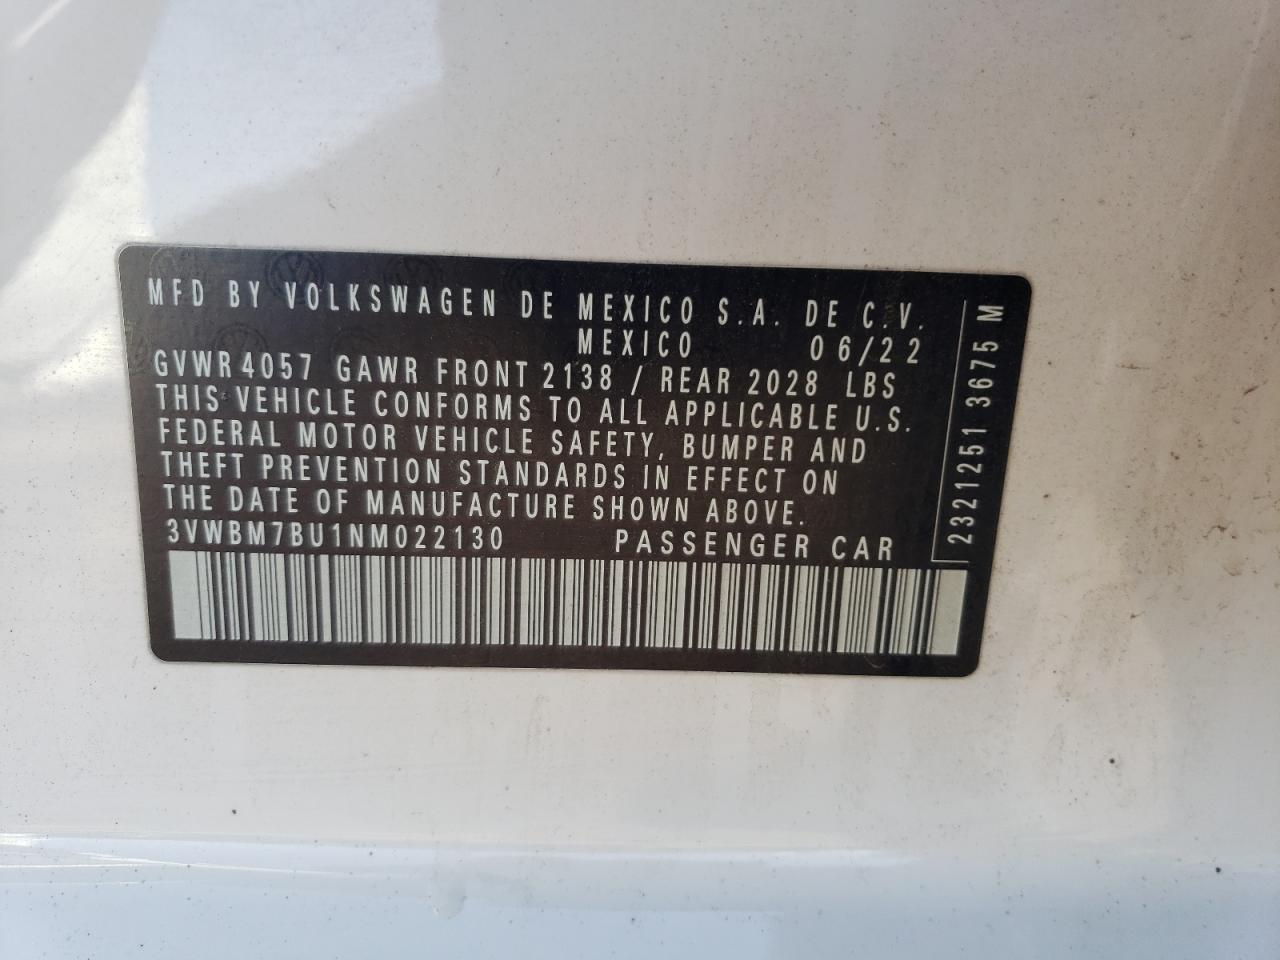 MFD BY VOLKSWAGEN DE MEXICO S.A. DE C.V.
MEXICO 06/22
GVWR 4057 GAWR FRONT 2138 / REAR 2028 LBS
THIS VEHICLE CONFORMS TO ALL APPLICABLE U.S.
FEDERAL MOTOR VEHICLE SAFETY, BUMPER AND
THEFT PREVENTION STANDARDS IN EFFECT ON
THE DATE OF MANUFACTURE SHOWN ABOVE.
3VWBM7BU1NM022130 PASSENGER CAR
2321251 3675 M